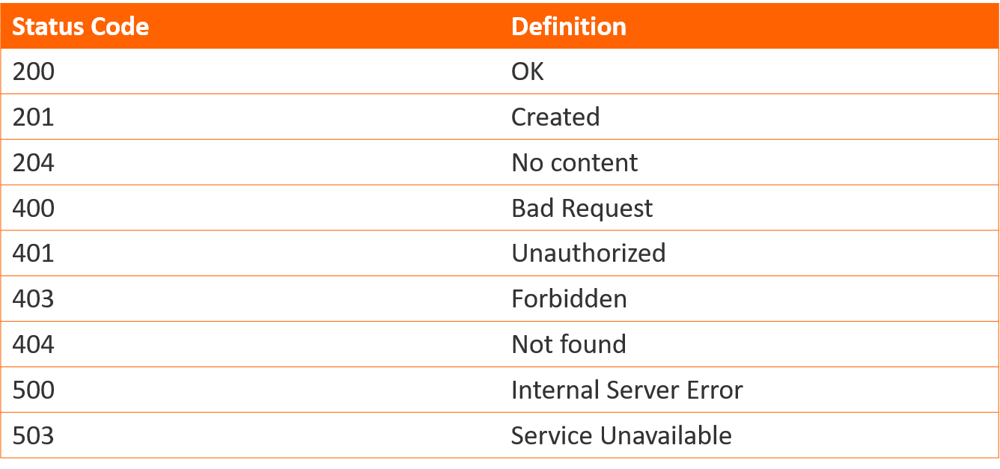 Status Code Definition
200 OK
201 Created
204 No content
400 Bad Request
401 Unauthorized
403 Forbidden
404 Not found
500 Internal Server Error
503 Service Unavailable